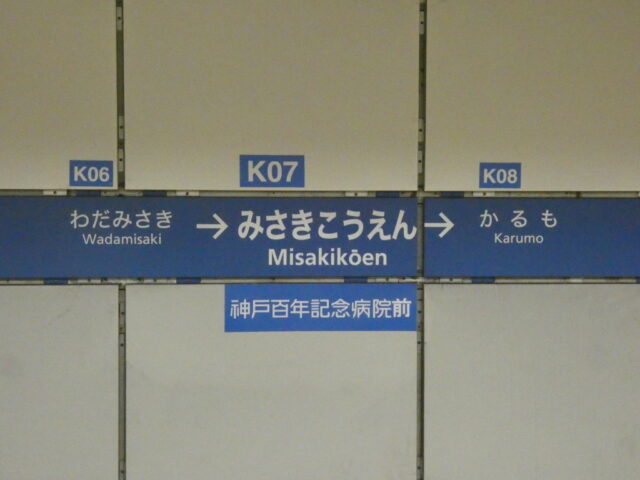 K06
K07
K08
わだみさき → みさきこうえん → かるも
Wadamisaki Misakikōen Karumo
神戸百年記念病院前